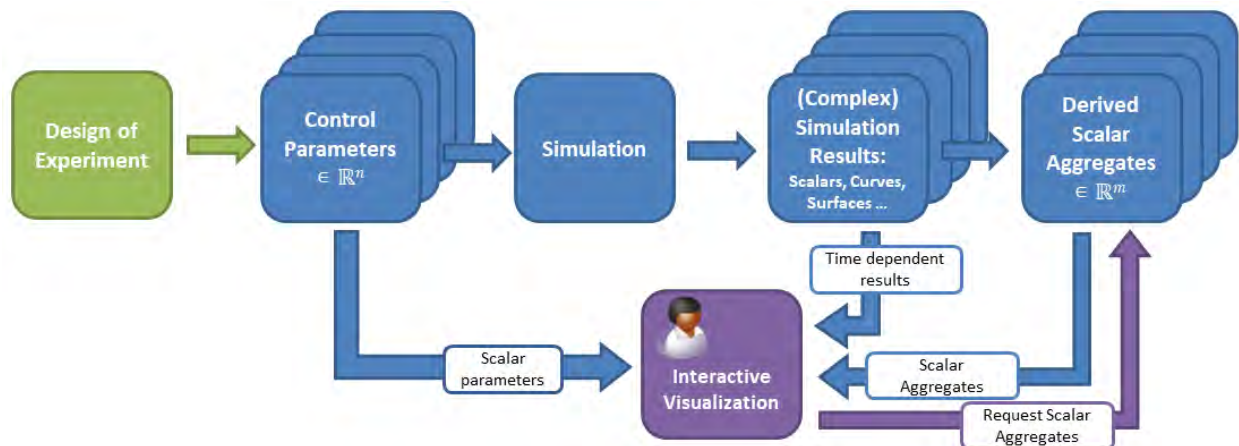 Design of
Experiment
Control
Parameters
∈ ℝⁿ
Simulation
(Complex)
Simulation
Results:
Scalars, Curves,
Surfaces ...
Derived
Scalar
Aggregates
∈ ℝᵐ
Time dependent
results
Scalar
parameters
Interactive
Visualization
Scalar
Aggregates
Request Scalar
Aggregates